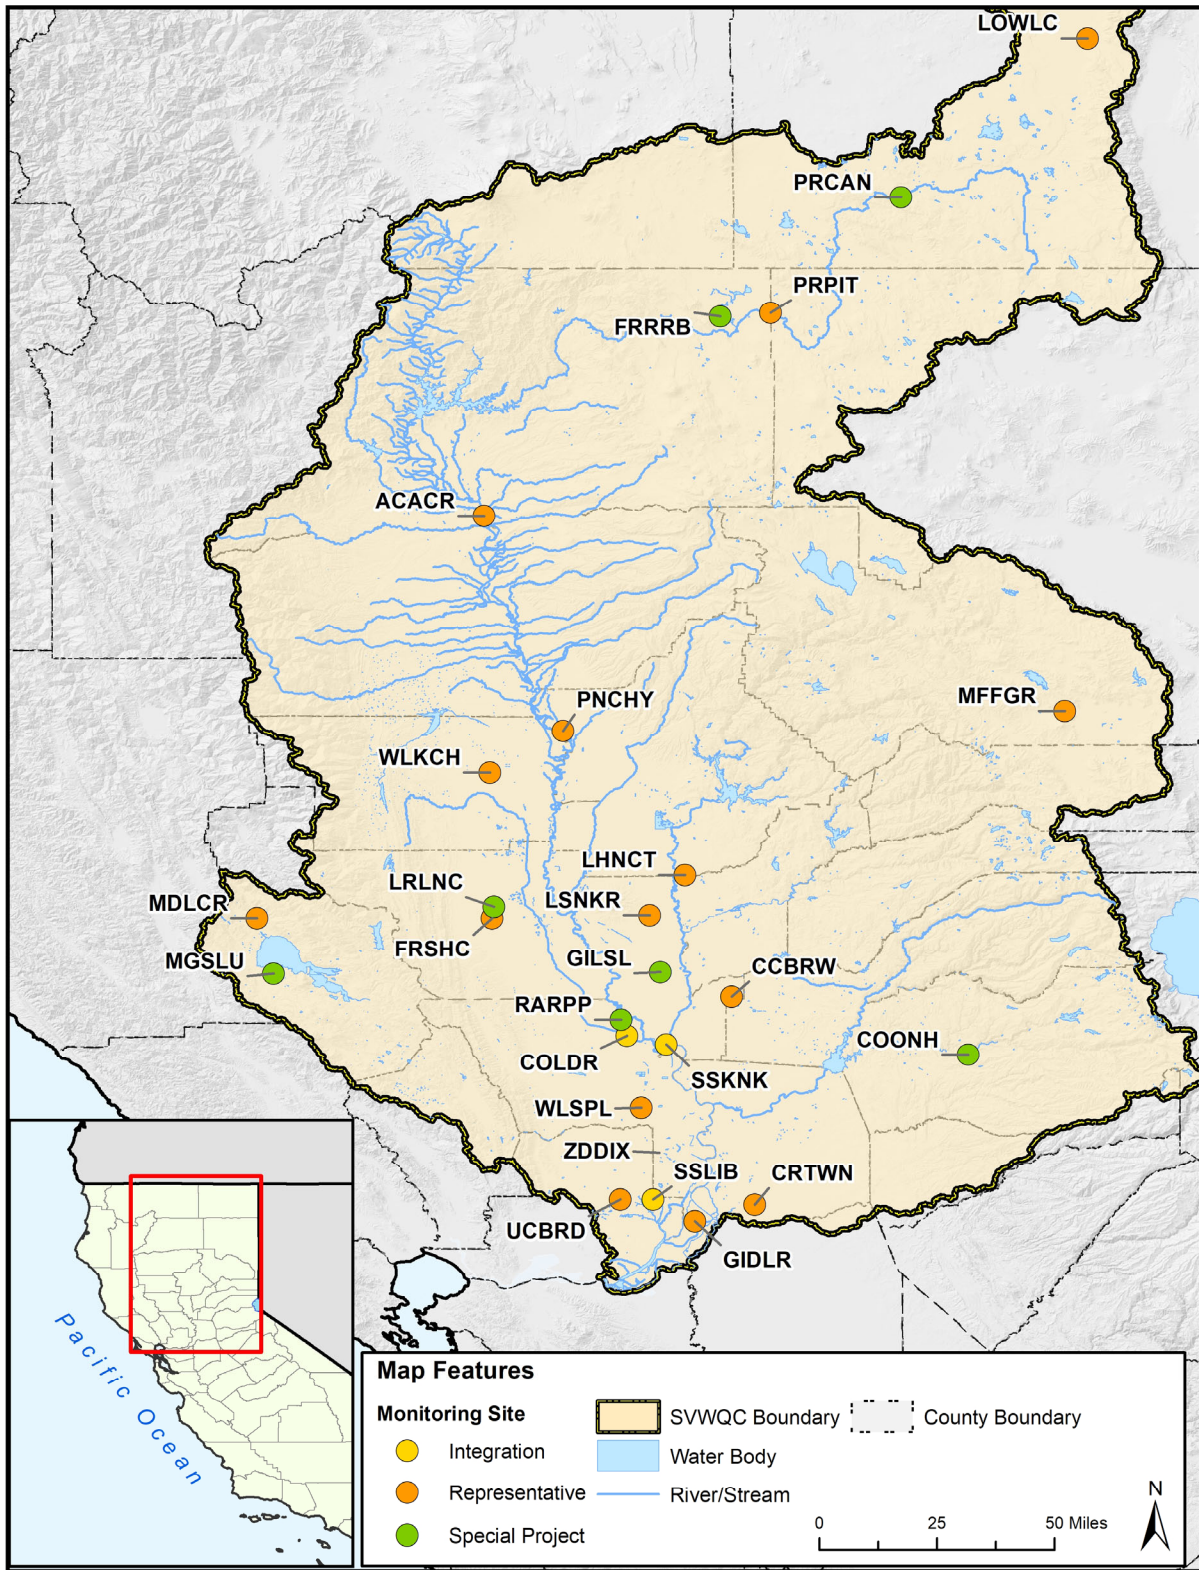 LOWLC
PRCAN
PRPIT
FRRRB
ACACR
PNCHY
MFFGR
WLKCH
LHNCT
LRLNC
LSNKR
MDLCR
FRSHC
MGSLU
GILSL
CCBRW
RARPP
COONH
COLDR
SSKNK
WLSPL
ZDDIX
SSLIB
CRTWN
UCBRD
GIDLR
Pacific Ocean
Map Features
Monitoring Site
Integration
Representative
Special Project
SVWQC Boundary
Water Body
River/Stream
County Boundary
0 25 50 Miles
N